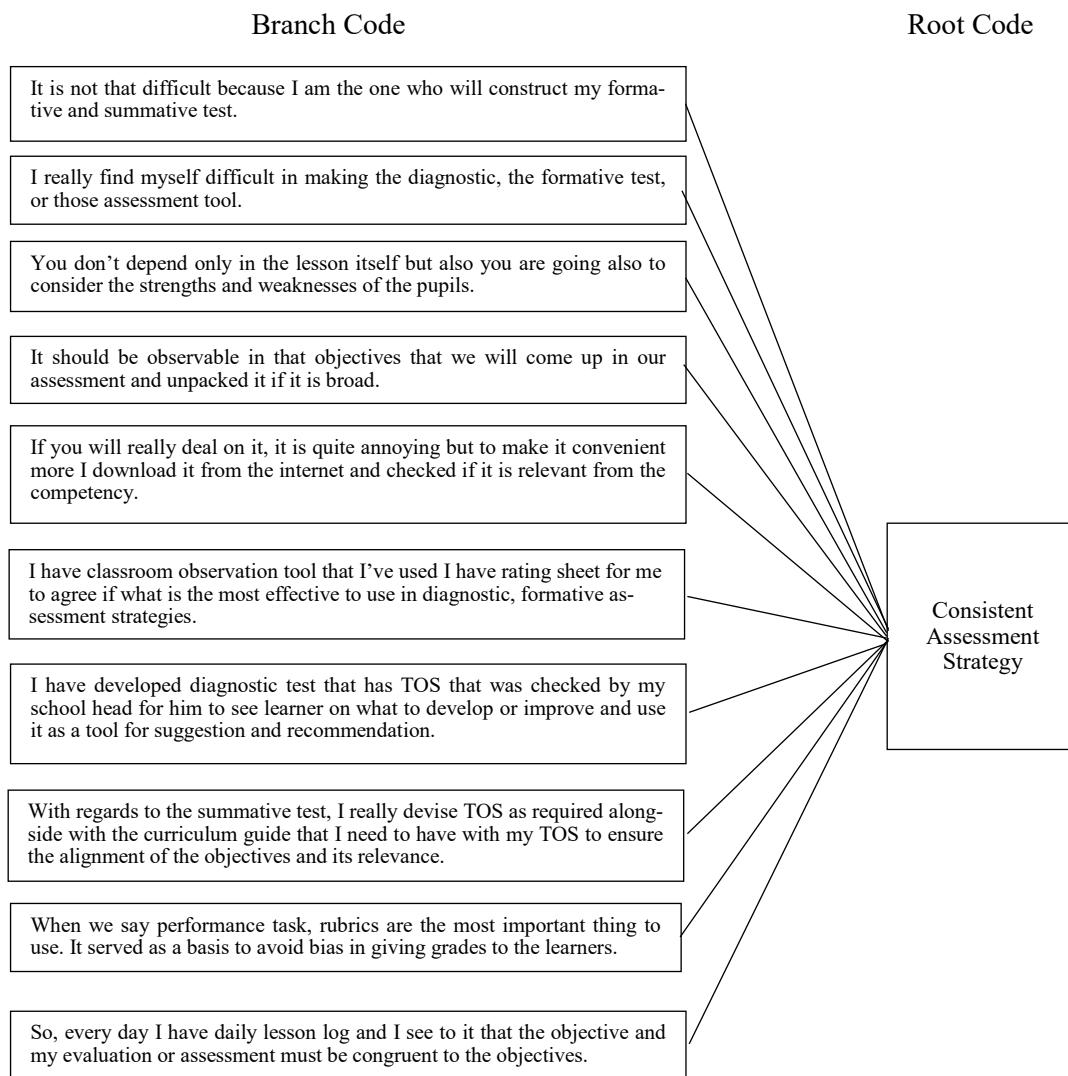 Branch Code
Root Code
It is not that difficult because I am the one who will construct my forma-
tive and summative test.
I really find myself difficult in making the diagnostic, the formative test,
or those assessment tool.
You don’t depend only in the lesson itself but also you are going also to
consider the strengths and weaknesses of the pupils.
It should be observable in that objectives that we will come up in our
assessment and unpacked it if it is broad.
If you will really deal on it, it is quite annoying but to make it convenient
more I download it from the internet and checked if it is relevant from the
competency.
I have classroom observation tool that I’ve used I have rating sheet for me
to agree if what is the most effective to use in diagnostic, formative as-
sessment strategies.
I have developed diagnostic test that has TOS that was checked by my
school head for him to see learner on what to develop or improve and use
it as a tool for suggestion and recommendation.
With regards to the summative test, I really devise TOS as required along-
side with the curriculum guide that I need to have with my TOS to ensure
the alignment of the objectives and its relevance.
When we say performance task, rubrics are the most important thing to
use. It served as a basis to avoid bias in giving grades to the learners.
So, every day I have daily lesson log and I see to it that the objective and
my evaluation or assessment must be congruent to the objectives.
Consistent
Assessment
Strategy